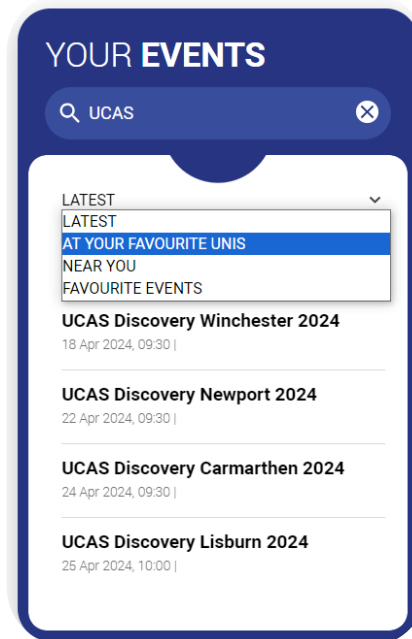 YOUR EVENTS
UCAS
LATEST
LATEST
AT YOUR FAVOURITE UNIS
NEAR YOU
FAVOURITE EVENTS
UCAS Discovery Winchester 2024
18 Apr 2024, 09:30 |
UCAS Discovery Newport 2024
22 Apr 2024, 09:30 |
UCAS Discovery Carmarthen 2024
24 Apr 2024, 09:30 |
UCAS Discovery Lisburn 2024
25 Apr 2024, 10:00 |